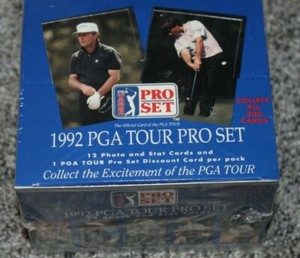 PRO
SET
The Official Card of the PGA TOUR
TM
COLLECT
ALL
300
CARDS!
1992 PGA TOUR PRO SET
12 Photo and Stat Cards and
1 PGA TOUR Pro Set Discount Card per pack
Collect the Excitement of the PGA TOUR
1992 PGA TOUR PRO SET